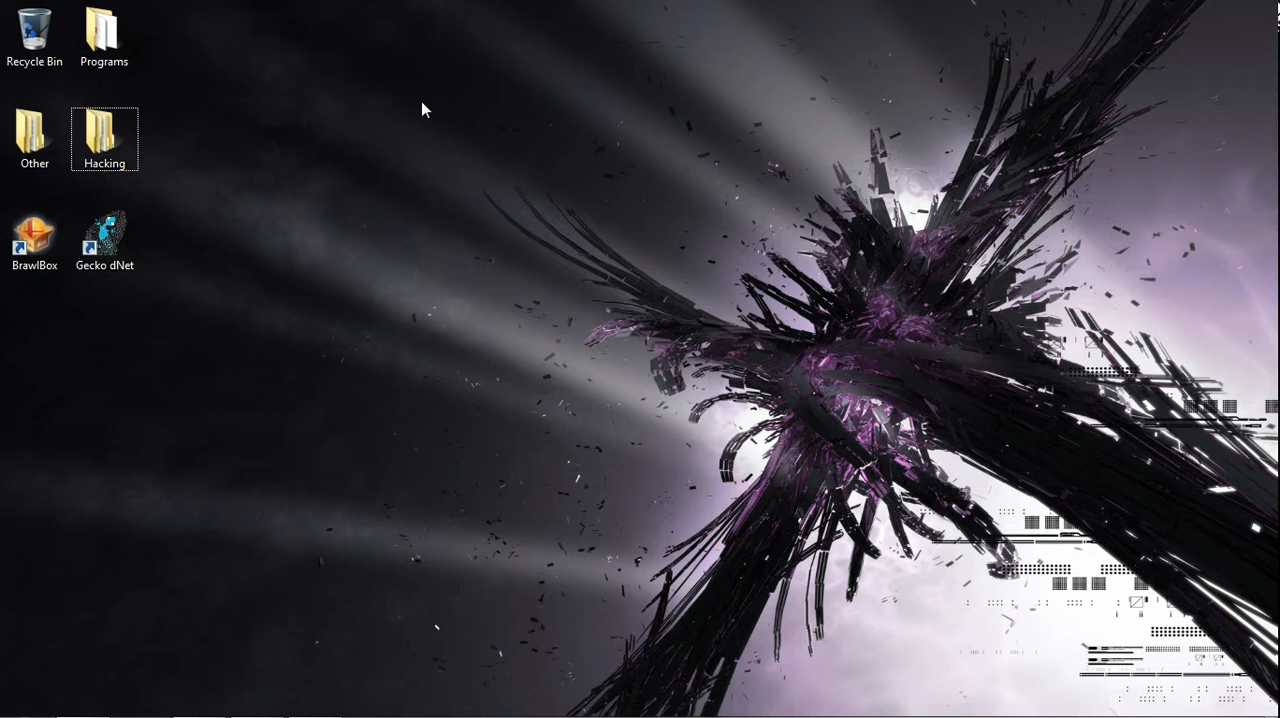 Recycle Bin
Programs
Other
Hacking
BrawlBox
Gecko dNet